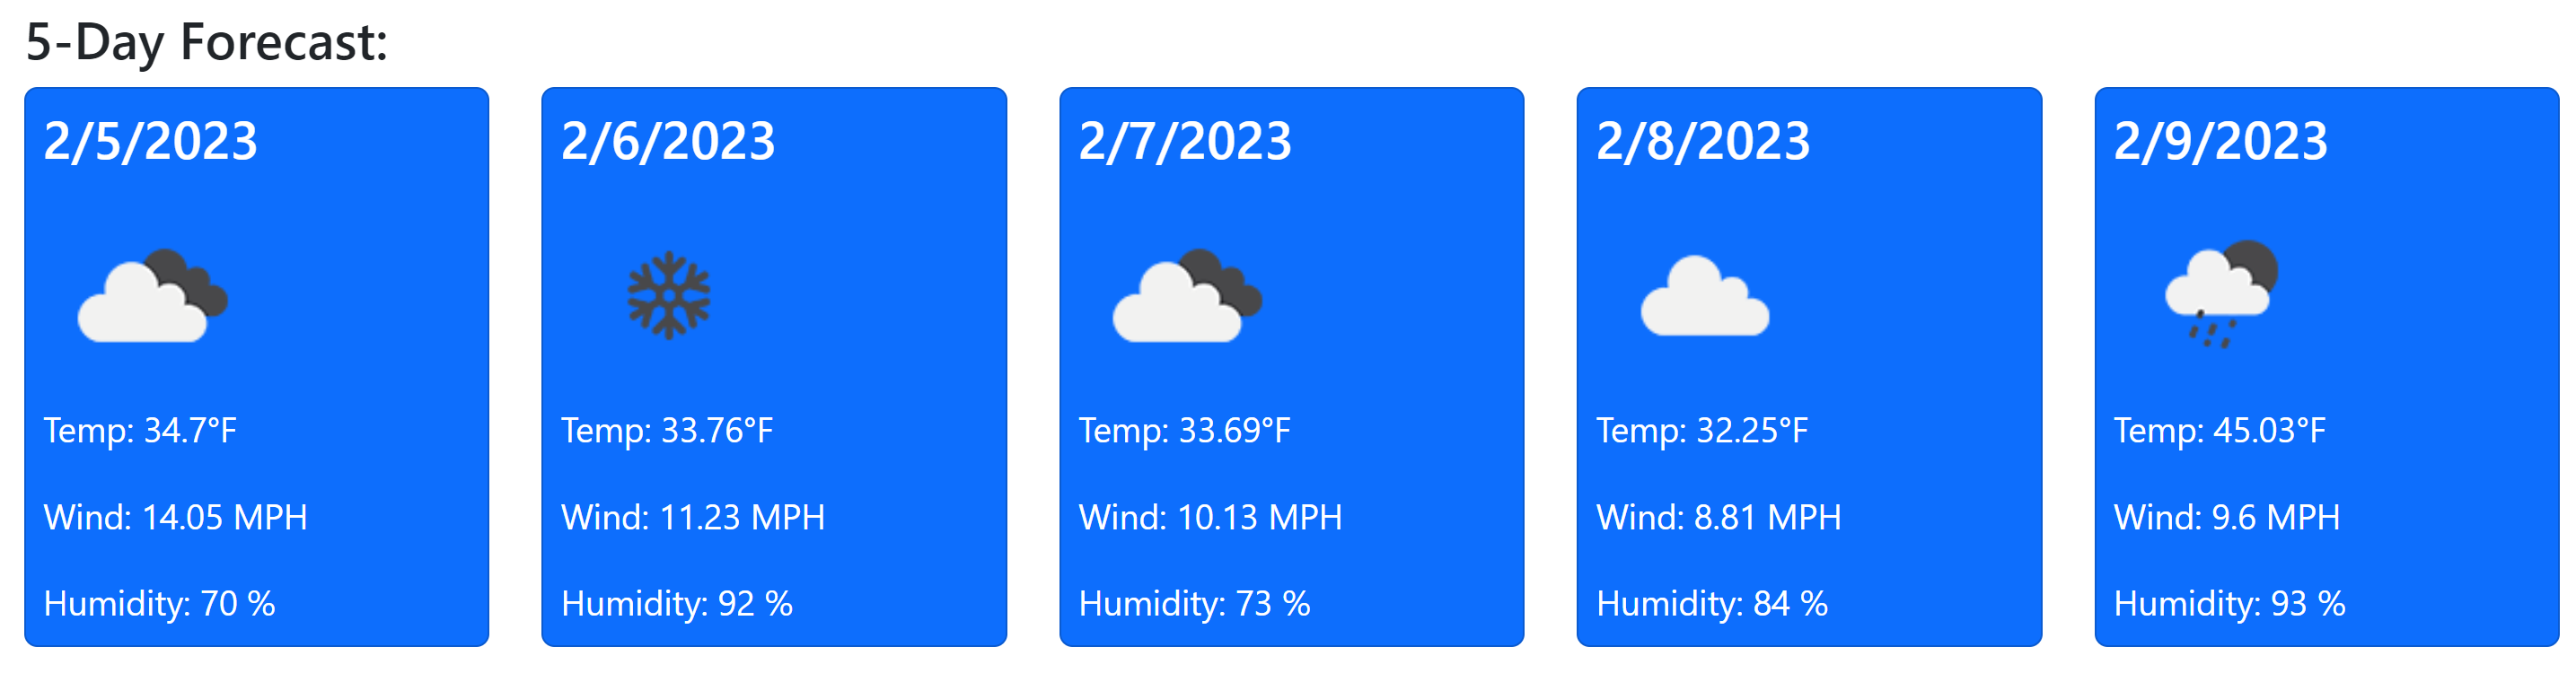 5-Day Forecast:
2/5/2023
Temp: 34.7°F
Wind: 14.05 MPH
Humidity: 70 %
2/6/2023
Temp: 33.76°F
Wind: 11.23 MPH
Humidity: 92 %
2/7/2023
Temp: 33.69°F
Wind: 10.13 MPH
Humidity: 73 %
2/8/2023
Temp: 32.25°F
Wind: 8.81 MPH
Humidity: 84 %
2/9/2023
Temp: 45.03°F
Wind: 9.6 MPH
Humidity: 93 %